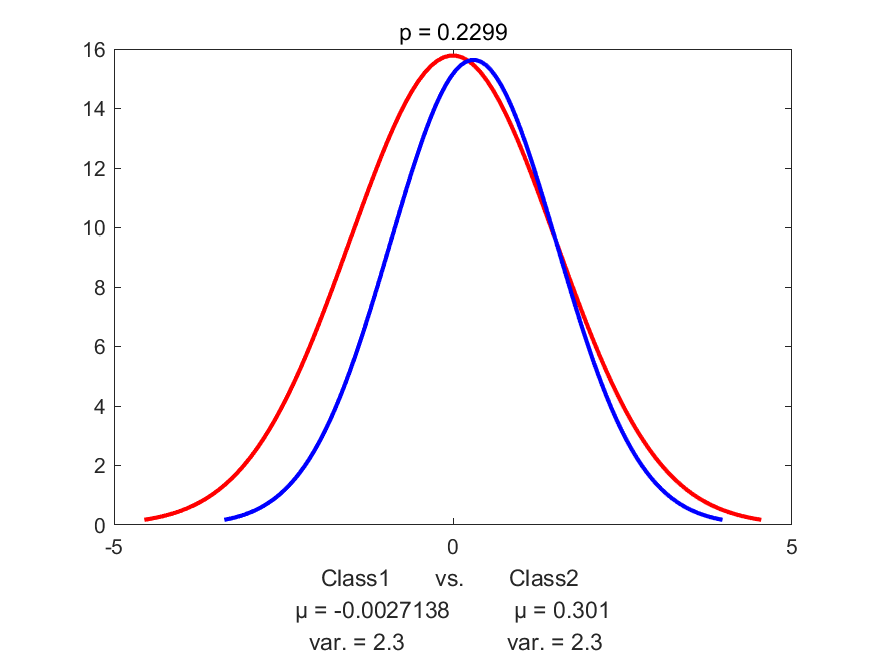 p = 0.2299
16
14
12
10
8
6
4
2
0
-5 0 5
Class1 vs. Class2
μ = -0.0027138 μ = 0.301
var. = 2.3 var. = 2.3